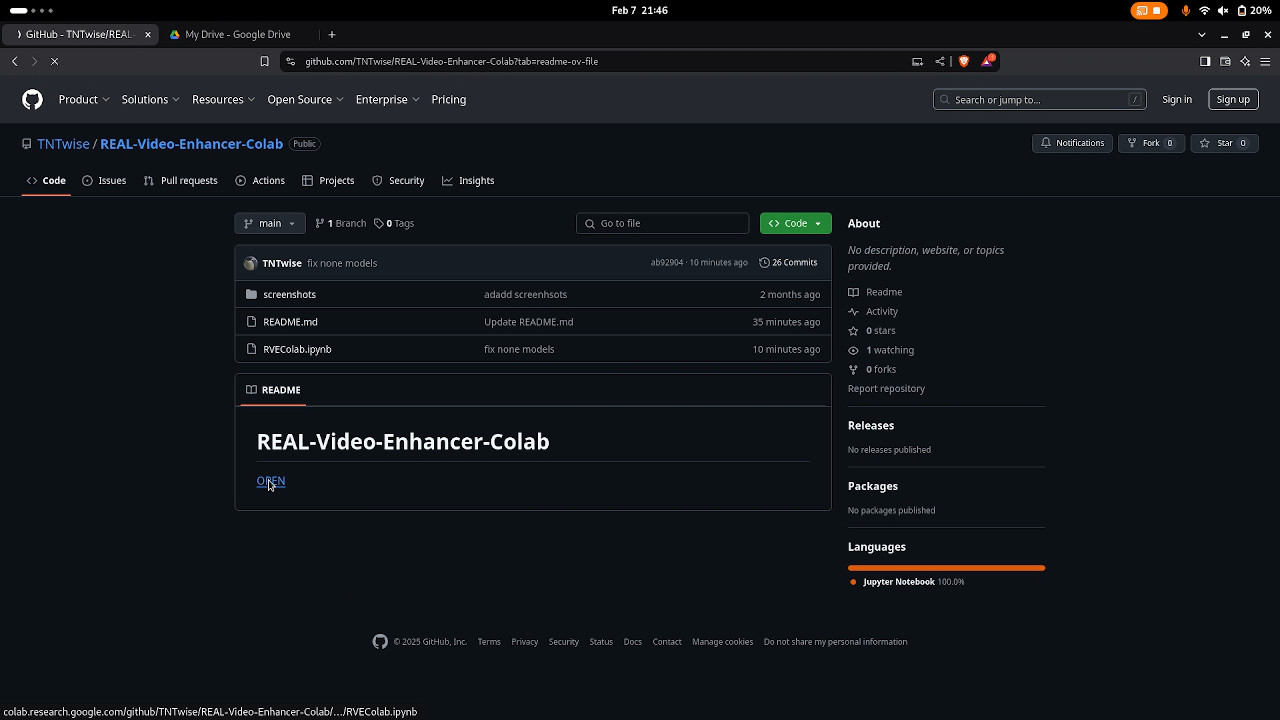 Feb 7 21:46
20%
GitHub - TNTwise/REAL-
My Drive - Google Drive
github.com/TNTwise/REAL-Video-Enhancer-Colab?tab=readme-ov-file
Product Solutions Resources Open Source Enterprise Pricing
Search or jump to... /
Sign in Sign up
TNTwise / REAL-Video-Enhancer-Colab Public
Notifications Fork 0 Star 0
Code Issues Pull requests Actions Projects Security Insights
main 1 Branch 0 Tags Go to file Code
TNTwise fix none models ab92904 · 10 minutes ago 26 Commits
screenshots adadd screenhsots 2 months ago
README.md Update README.md 35 minutes ago
RVEColab.ipynb fix none models 10 minutes ago
README
REAL-Video-Enhancer-Colab
OPEN
About
No description, website, or topics
provided.
Readme
Activity
0 stars
1 watching
0 forks
Report repository
Releases
No releases published
Packages
No packages published
Languages
Jupyter Notebook 100.0%
© 2025 GitHub, Inc. Terms Privacy Security Status Docs Contact Manage cookies Do not share my personal information
colab.research.google.com/github/TNTwise/REAL-Video-Enhancer-Colab/…/RVEColab.ipynb